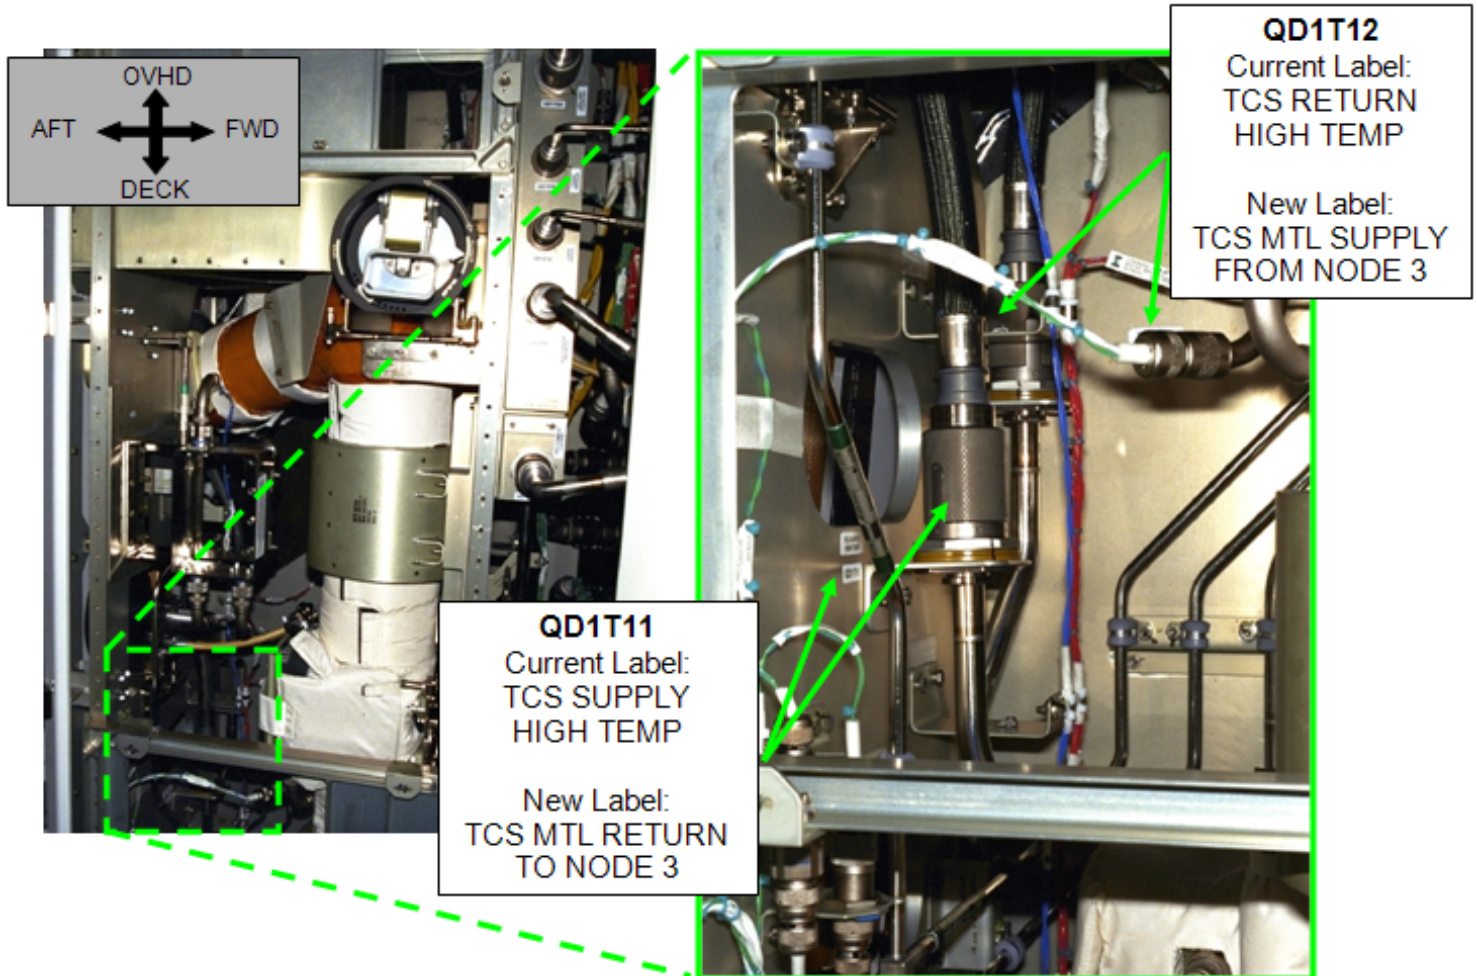 OVHD
AFT FWD
DECK
QD1T12
Current Label:
TCS RETURN
HIGH TEMP
New Label:
TCS MTL SUPPLY
FROM NODE 3
QD1T11
Current Label:
TCS SUPPLY
HIGH TEMP
New Label:
TCS MTL RETURN
TO NODE 3